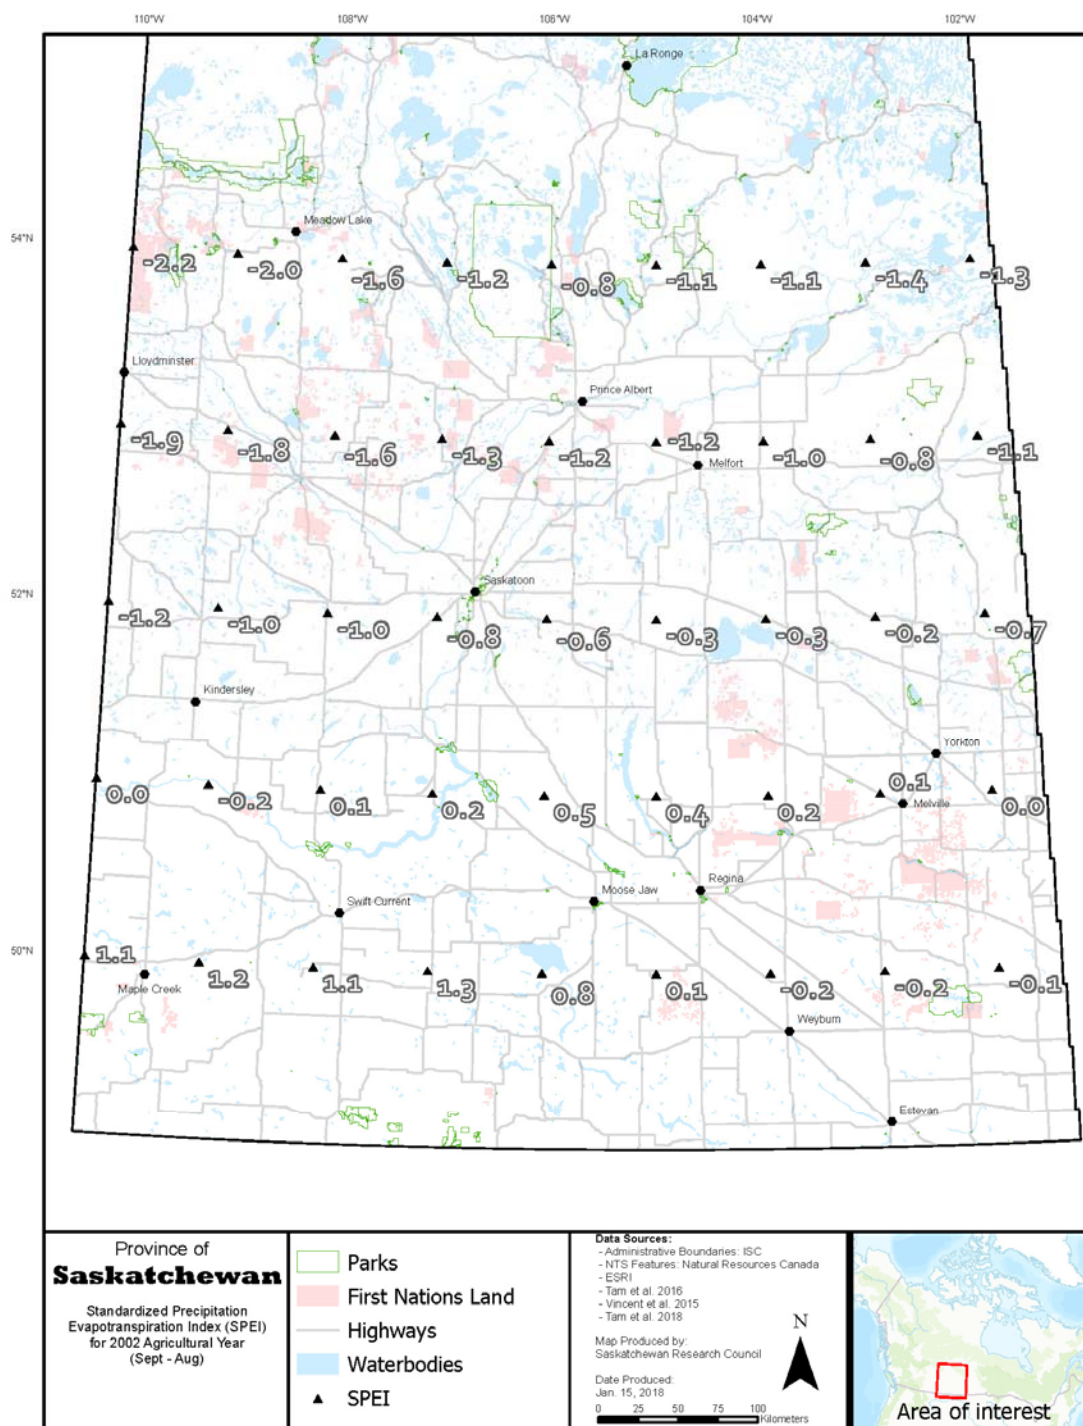 110°W 108°W 106°W 104°W 102°W
La Ronge
Meadow Lake
54°N
-2.2 -2.0 -1.6 -1.2 -0.8 -1.1 -1.1 -1.4 -1.3
Lloydminster
Prince Albert
-1.9 -1.8 -1.6 -1.3 -1.2 -1.2 -1.0 -0.8 -1.1
Melfort
Saskatoon
52°N
-1.2 -1.0 -1.0 -0.8 -0.6 -0.3 -0.3 -0.2 -0.7
Kindersley
Yorkton
0.0 -0.2 0.1 0.2 0.5 0.4 0.2 0.1 0.0
Melville
Regina
Moose Jaw
Swift Current
50°N
1.1 1.2 1.1 1.3 0.8 0.1 -0.2 -0.2 -0.1
Maple Creek
Weyburn
Estevan
Province of
Saskatchewan
Standardized Precipitation
Evapotranspiration Index (SPEI)
for 2002 Agricultural Year
(Sept - Aug)
Parks
First Nations Land
Highways
Waterbodies
SPEI
Data Sources:
- Administrative Boundaries: ISC
- NTS Features: Natural Resources Canada
- ESRI
- Tam et al. 2016
- Vincent et al. 2015
- Tam et al. 2018
Map Produced by:
Saskatchewan Research Council
Date Produced:
Jan. 15, 2018
N
0 25 50 75 100
Kilometers
Area of interest